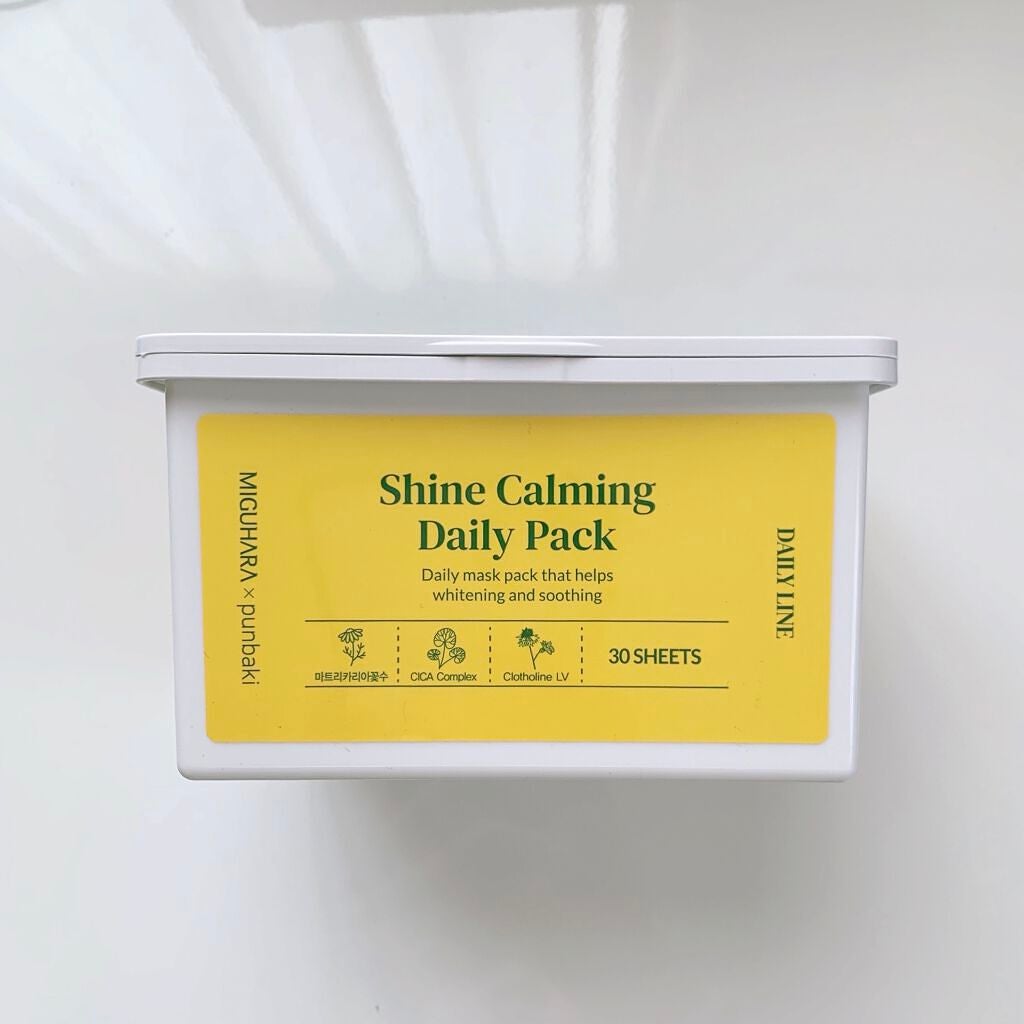 Shine Calming
Daily Pack
Daily mask pack that helps
whitening and soothing
마트리카리아꽃수
CICA Complex
Clotholine LV
30 SHEETS
MIGUHARA × punbaki
DAILY LINE